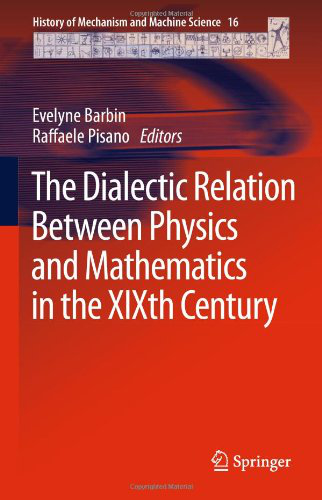 History of Mechanism and Machine Science 16
Evelyne Barbin
Raffaele Pisano Editors
The Dialectic Relation
Between Physics
and Mathematics
in the XIXth Century
Springer